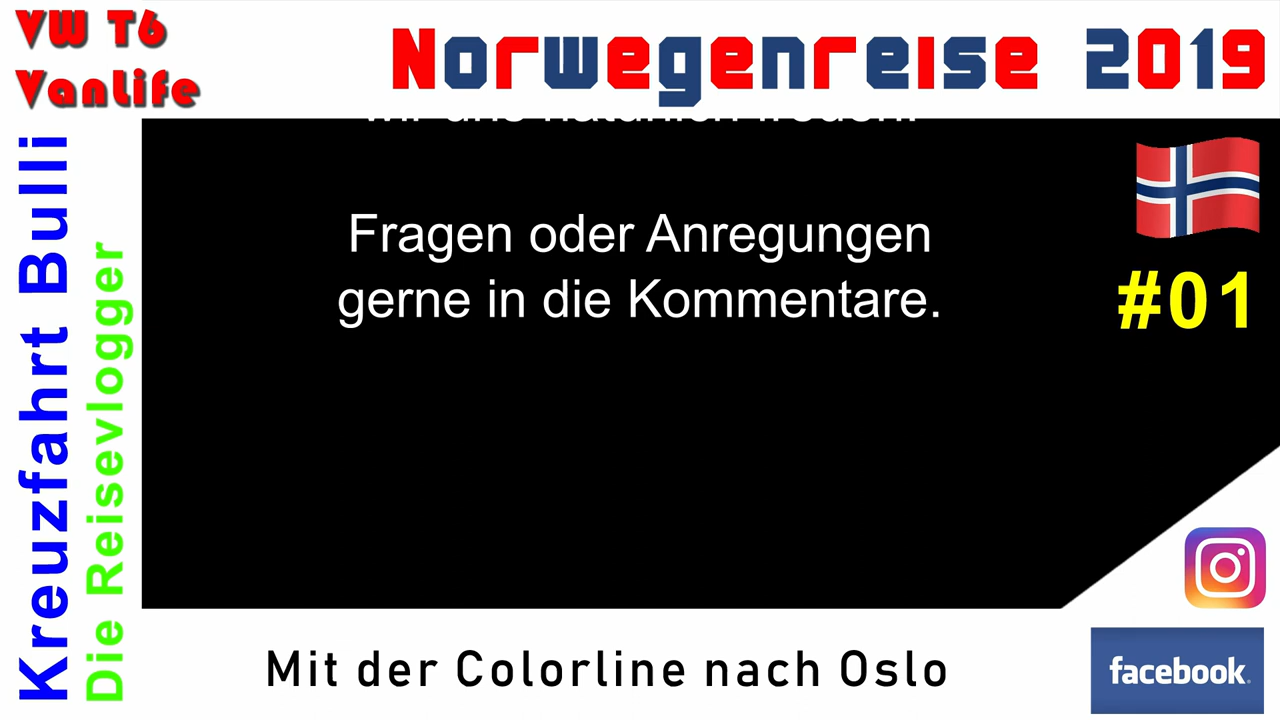 VW T6
VanLife
Norwegenreise 2019
Kreuzfahrt Bulli
Die Reisevlogger
Fragen oder Anregungen
gerne in die Kommentare.
#01
Mit der Colorline nach Oslo
facebook.